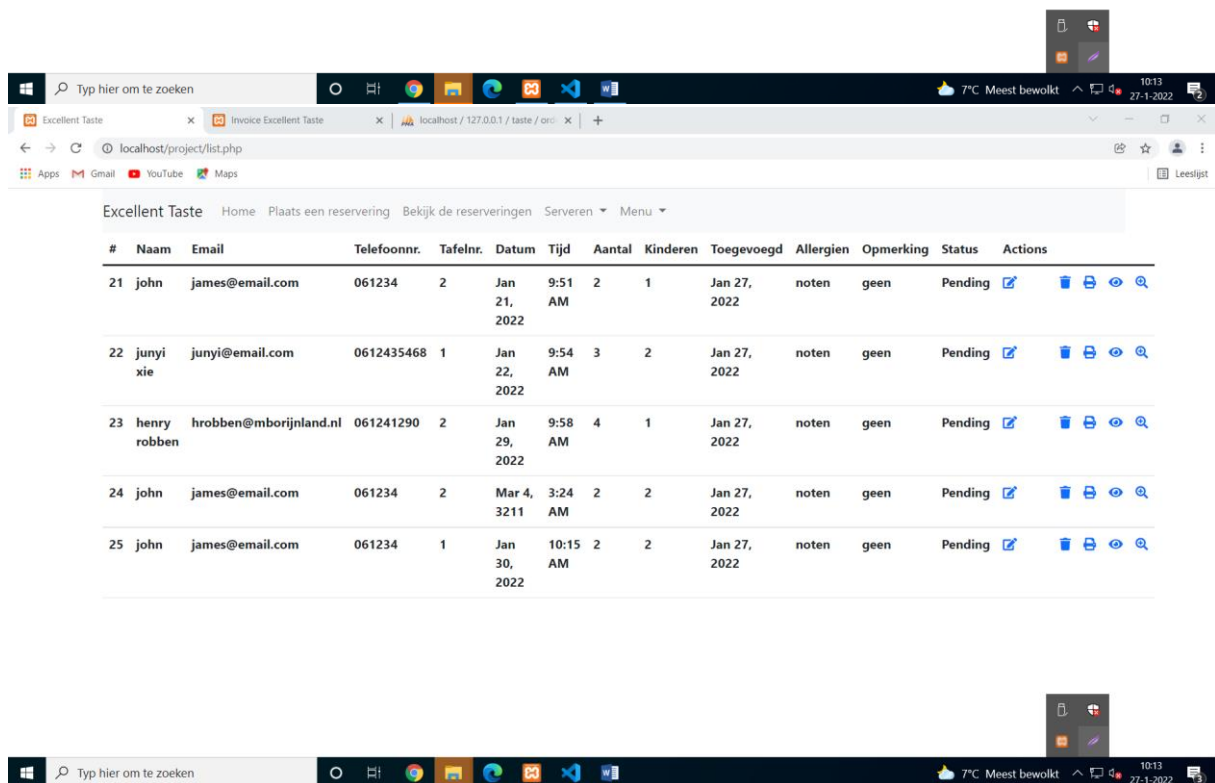 Typ hier om te zoeken
7°C Meest bewolkt
10:13
27-1-2022
2
Excellent Taste
Invoice Excellent Taste
localhost / 127.0.0.1 / taste / ord
localhost/project/list.php
Apps Gmail YouTube Maps Leeslijst
Excellent Taste Home Plaats een reservering Bekijk de reserveringen Serveren Menu
# Naam Email Telefoonnr. Tafelnr. Datum Tijd Aantal Kinderen Toegevoegd Allergien Opmerking Status Actions
21 john james@email.com 061234 2 Jan 9:51 2 1 Jan 27, noten geen Pending
21, AM 2022
2022
22 junyi junyi@email.com 0612435468 1 Jan 9:54 3 2 Jan 27, noten geen Pending
xie 22, AM 2022
2022
23 henry hrobben@mborijnland.nl 061241290 2 Jan 9:58 4 1 Jan 27, noten geen Pending
robben 29, AM 2022
2022
24 john james@email.com 061234 2 Mar 4, 3:24 2 2 Jan 27, noten geen Pending
3211 AM 2022
25 john james@email.com 061234 1 Jan 10:15 2 2 Jan 27, noten geen Pending
30, AM 2022
2022
Typ hier om te zoeken
7°C Meest bewolkt
10:13
27-1-2022
3